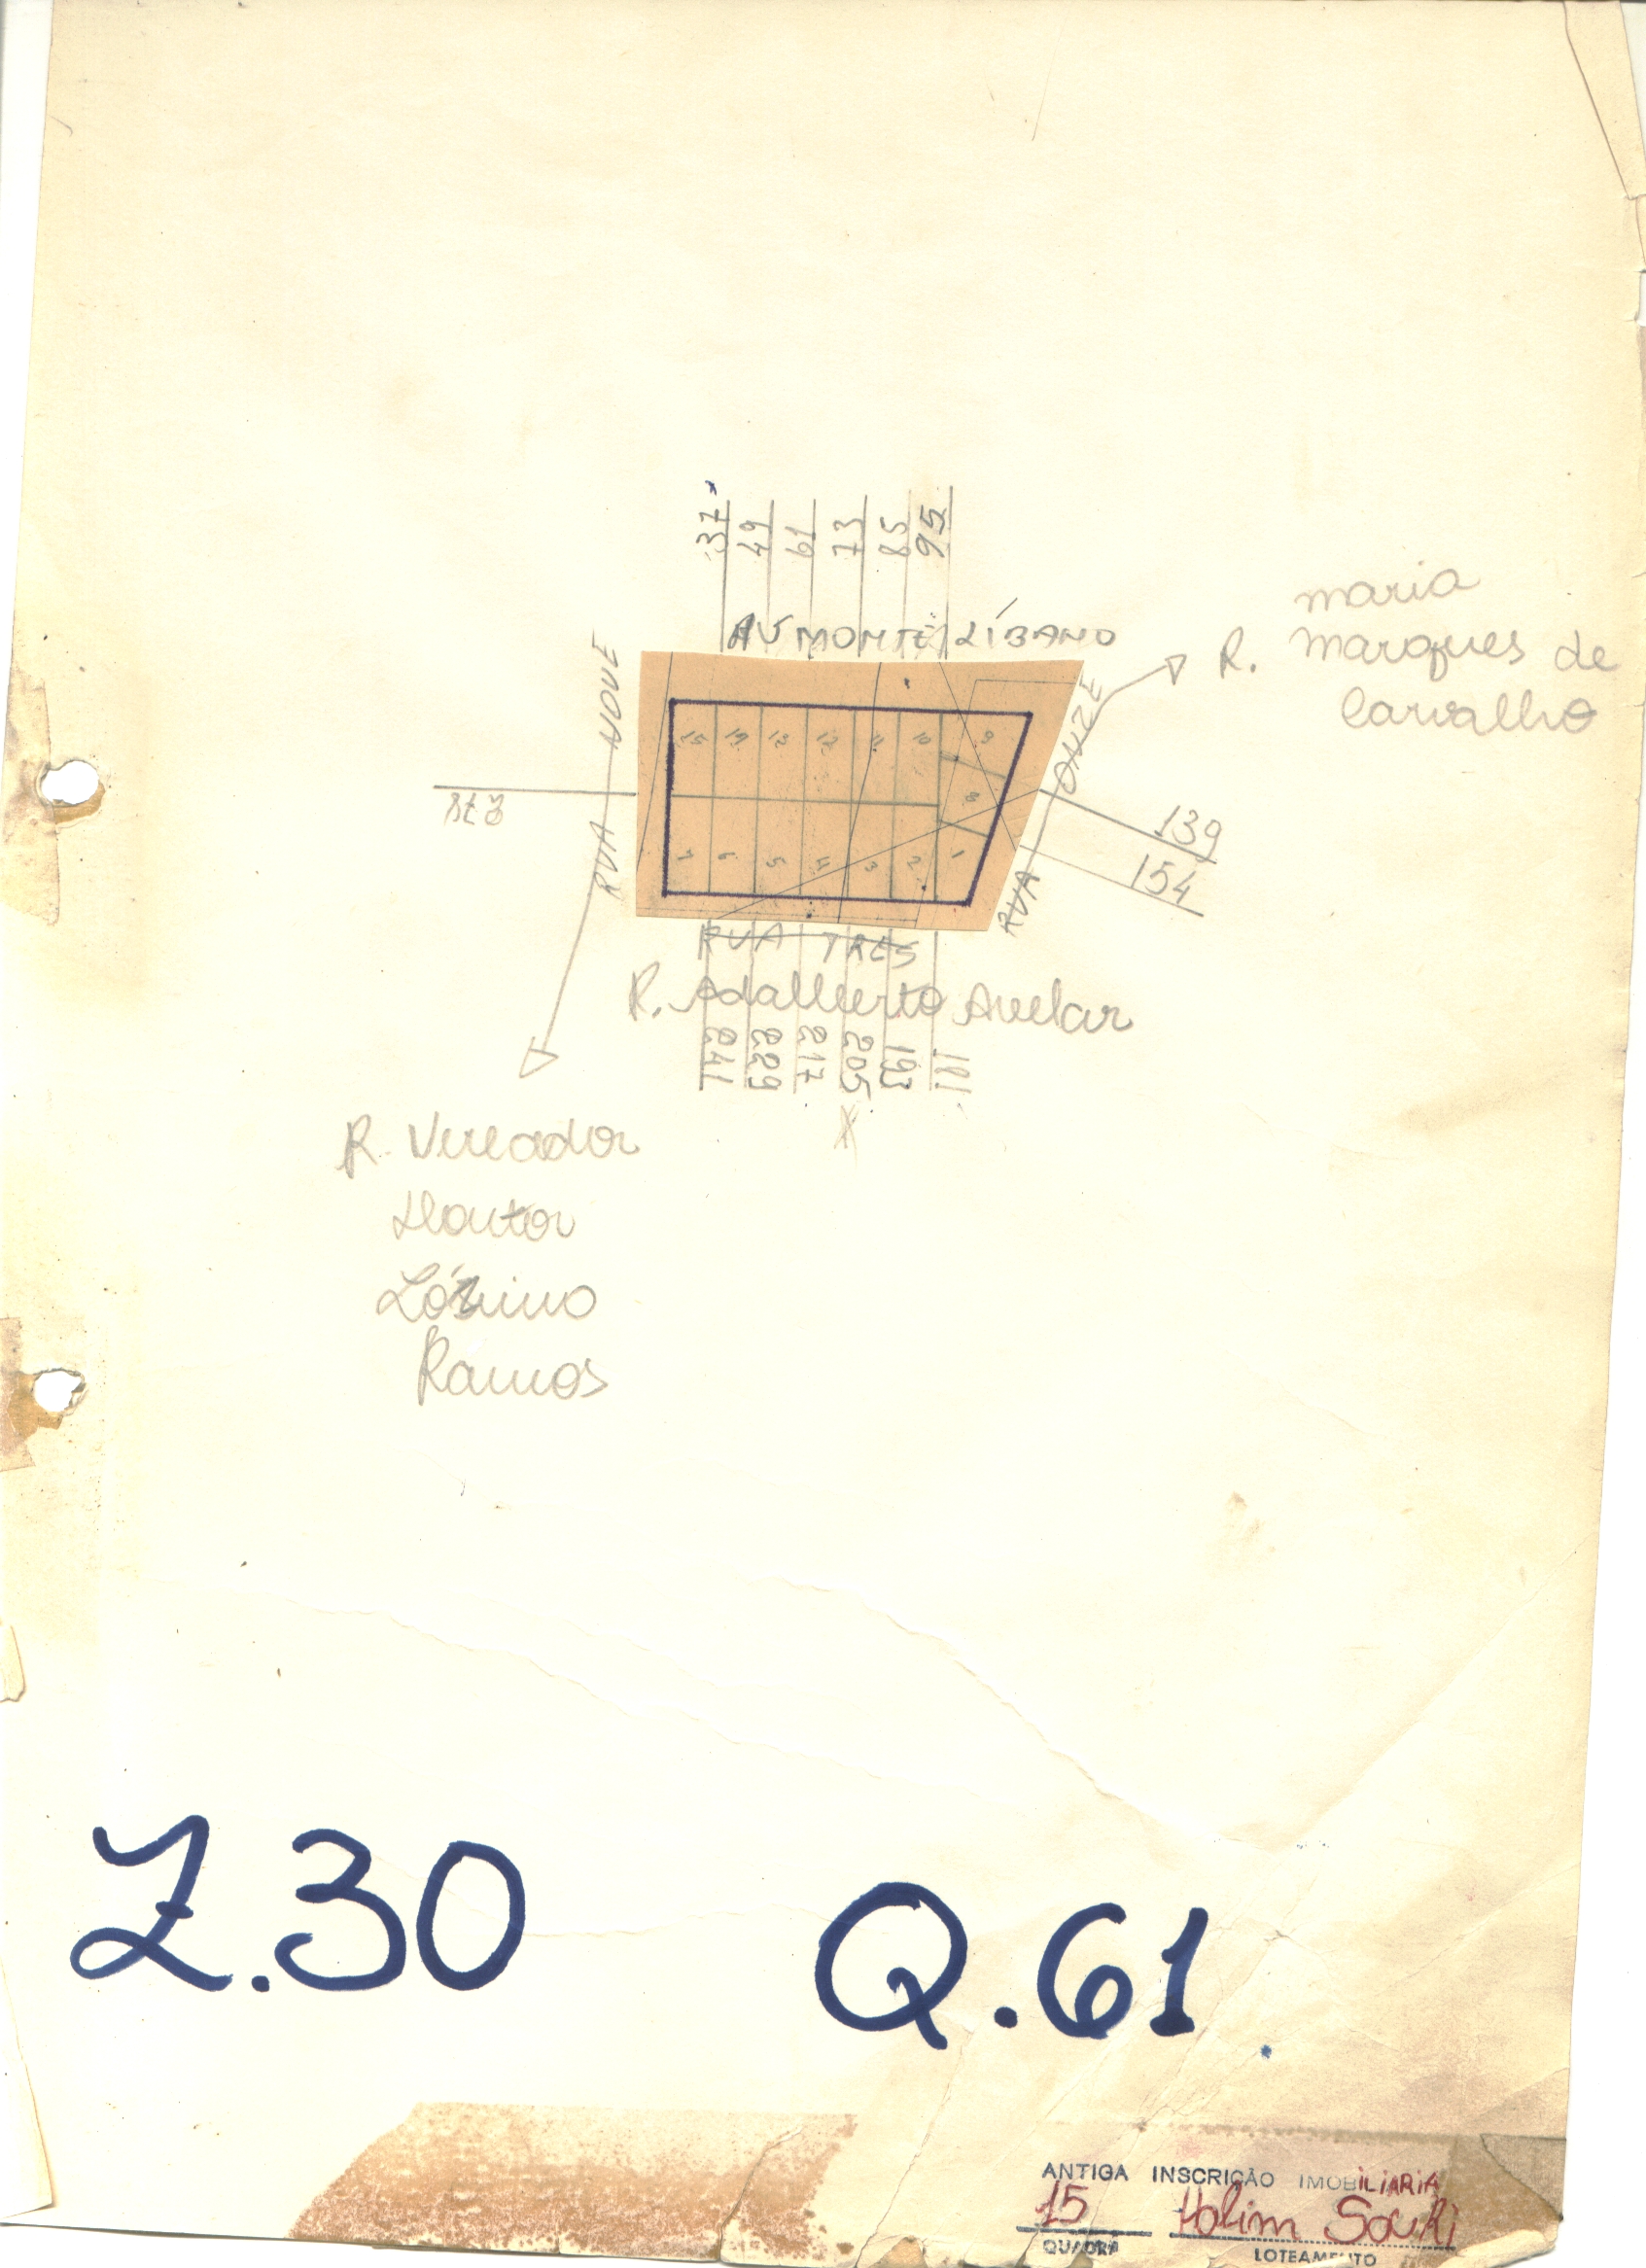 37
49
61
73
85
95
AV MONTE LÍBANO
maria
R. marques de
Carvalho
RUA NOVE
RUA ONZE
15 14 13 12 11 10 9
8
7 6 5 4 3 2 1
139
154
RUA TRES
R. Adalberto Avelar
241
229
217
205
193
181
X
R. Vereador
Ramos
Z.30 Q.61
ANTIGA INSCRIÇÃO IMOBILIARIA
15 Halim Souki
QUADRA LOTEAMENTO